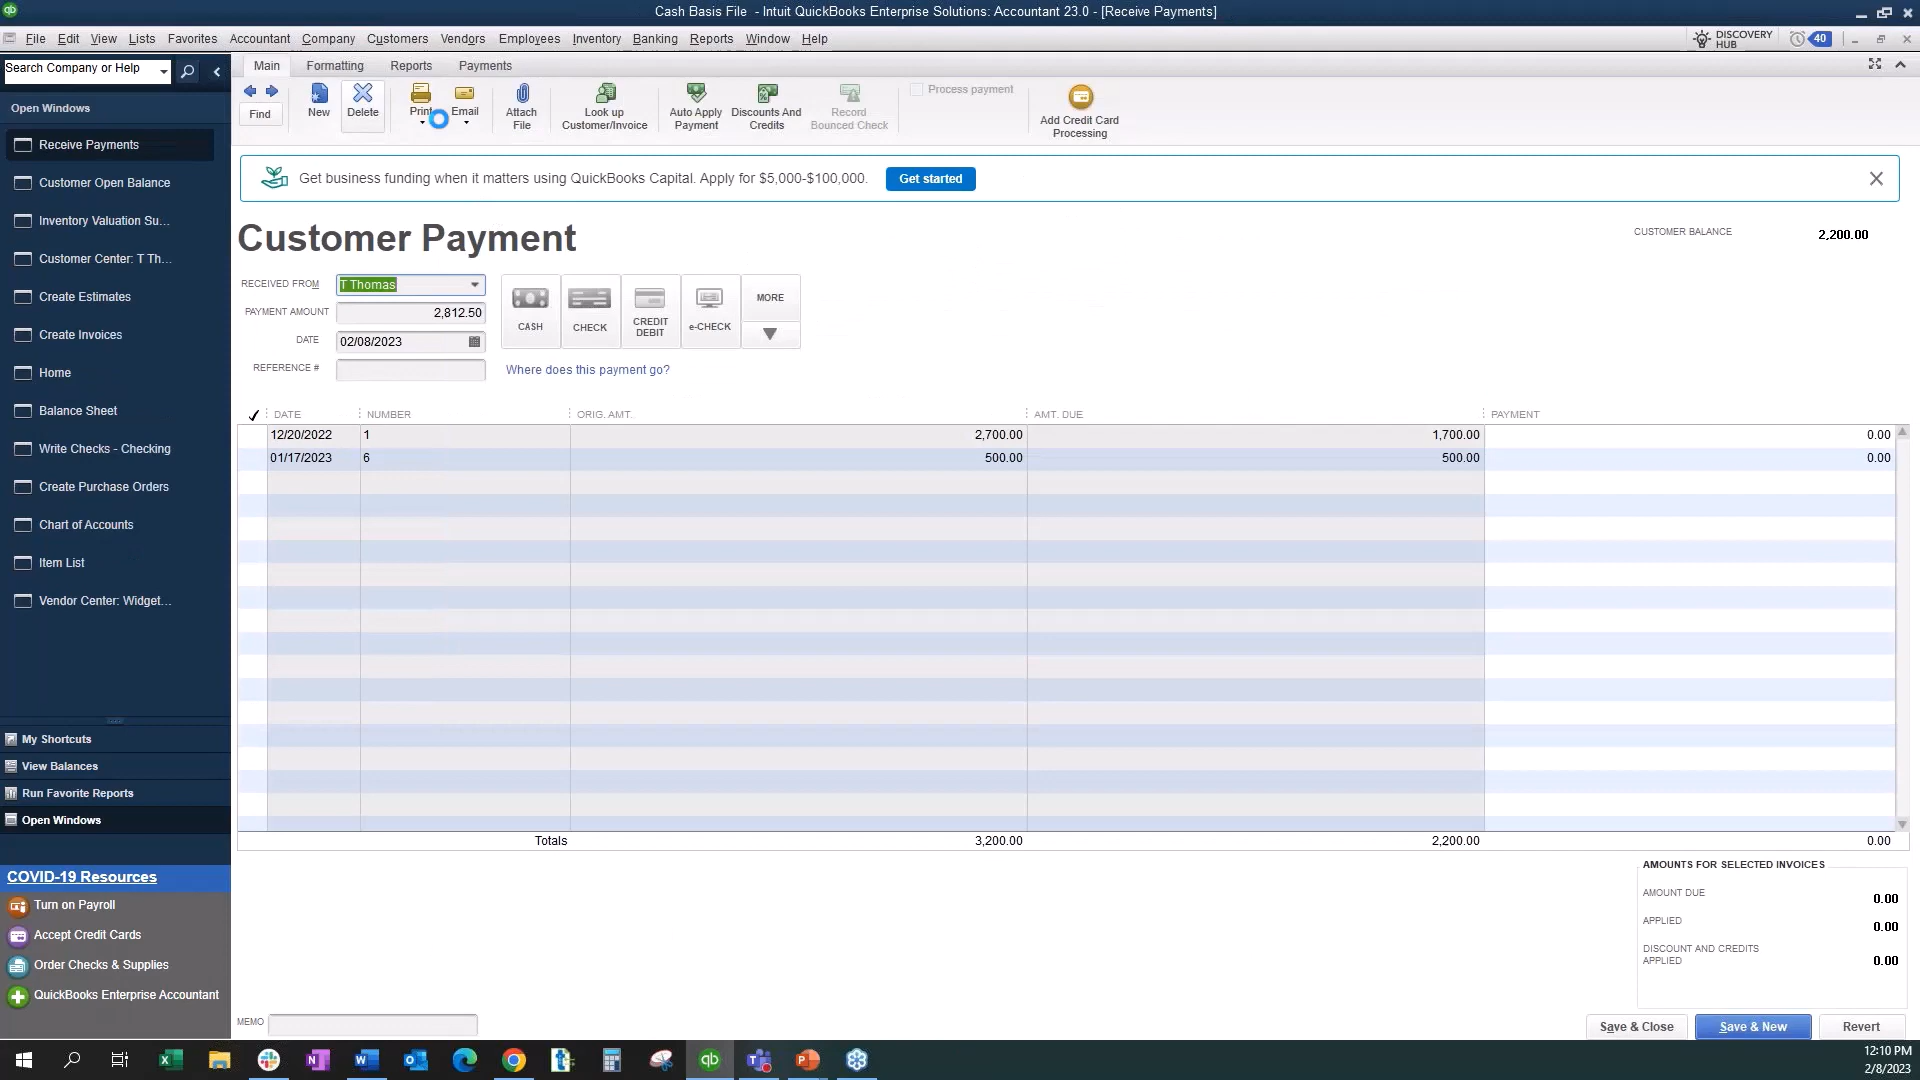 Cash Basis File - Intuit QuickBooks Enterprise Solutions: Accountant 23.0 - [Receive Payments]
File Edit View Lists Favorites Accountant Company Customers Vendors Employees Inventory Banking Reports Window Help
DISCOVERY HUB 40
Search Company or Help
Main Formatting Reports Payments
Find
New
Delete
Print
Email
Attach File
Look up Customer/Invoice
Auto Apply Payment
Discounts And Credits
Record Bounced Check
Process payment
Add Credit Card Processing
Open Windows
Receive Payments
Customer Open Balance
Inventory Valuation Su...
Customer Center: T Th...
Create Estimates
Create Invoices
Home
Balance Sheet
Write Checks - Checking
Create Purchase Orders
Chart of Accounts
Item List
Vendor Center: Widget...
My Shortcuts
View Balances
Run Favorite Reports
Open Windows
COVID-19 Resources
Turn on Payroll
Accept Credit Cards
Order Checks & Supplies
QuickBooks Enterprise Accountant
Get business funding when it matters using QuickBooks Capital. Apply for $5,000-$100,000. Get started
Customer Payment
CUSTOMER BALANCE 2,200.00
RECEIVED FROM T Thomas
PAYMENT AMOUNT 2,812.50
DATE 02/08/2023
REFERENCE #
CASH
CHECK
CREDIT DEBIT
e-CHECK
MORE
Where does this payment go?
DATE NUMBER ORIG. AMT. AMT. DUE PAYMENT
12/20/2022 1 2,700.00 1,700.00 0.00
01/17/2023 6 500.00 500.00 0.00
Totals 3,200.00 2,200.00 0.00
AMOUNTS FOR SELECTED INVOICES
AMOUNT DUE 0.00
APPLIED 0.00
DISCOUNT AND CREDITS APPLIED 0.00
MEMO
Save & Close Save & New Revert
12:10 PM
2/8/2023